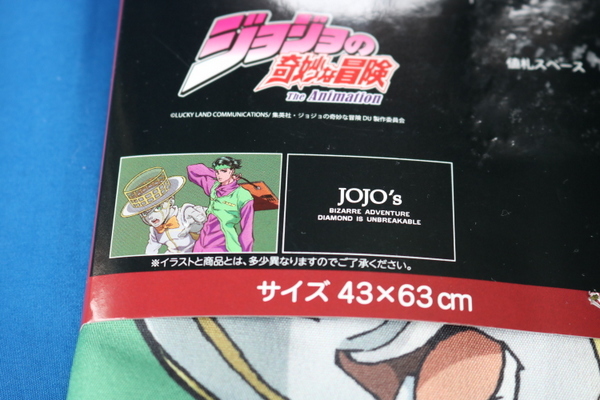 ジョジョの
奇妙な冒険
The Animation
値札スペース
©LUCKY LAND COMMUNICATIONS/集英社・ジョジョの奇妙な冒険 DU 製作委員会
JOJO's
BIZARRE ADVENTURE
DIAMOND IS UNBREAKABLE
※イラストと商品とは、多少異なりますのでご了承ください。
サイズ 43×63cm